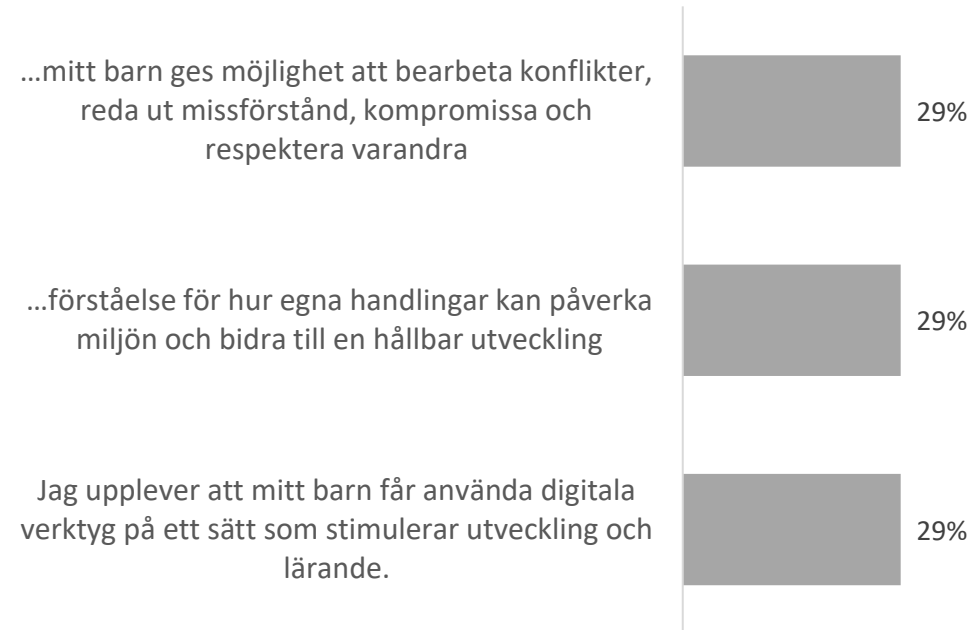 ...mitt barn ges möjlighet att bearbeta konflikter,
reda ut missförstånd, kompromissa och
respektera varandra
29%
...förståelse för hur egna handlingar kan påverka
miljön och bidra till en hållbar utveckling
29%
Jag upplever att mitt barn får använda digitala
verktyg på ett sätt som stimulerar utveckling och
lärande.
29%